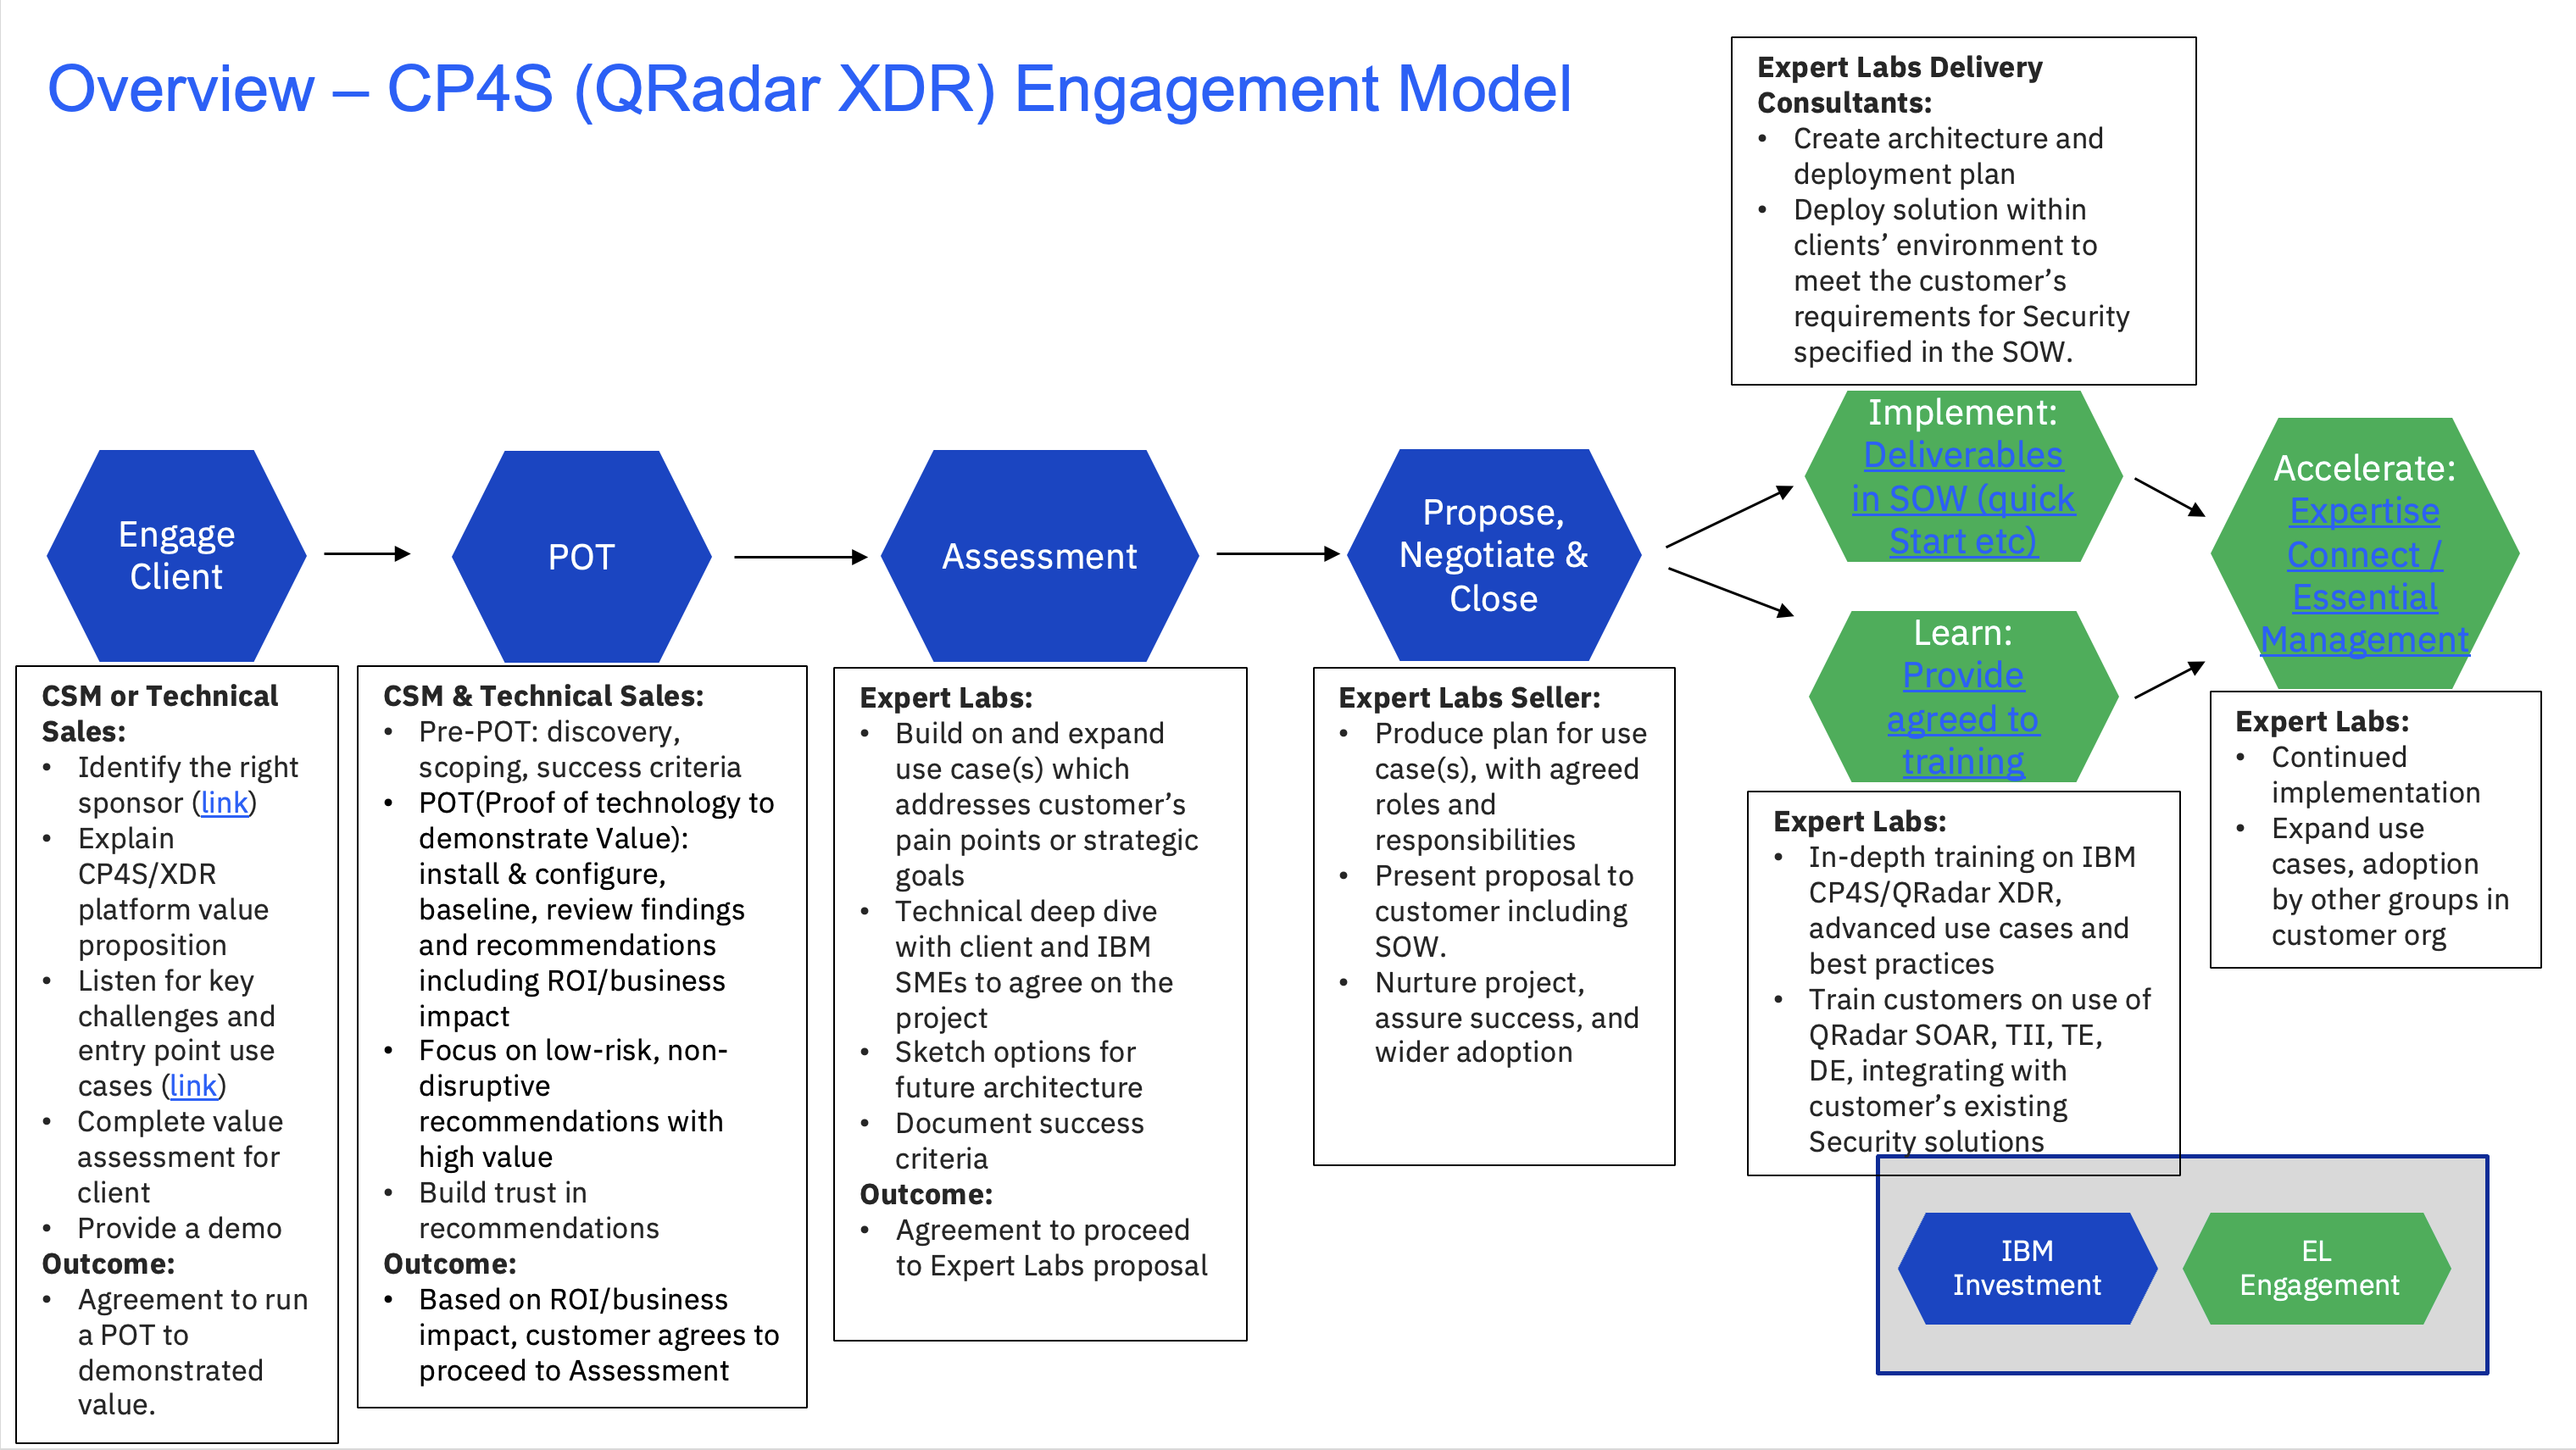 Overview – CP4S (QRadar XDR) Engagement Model
Expert Labs Delivery
Consultants:
• Create architecture and
deployment plan
• Deploy solution within
clients’ environment to
meet the customer’s
requirements for Security
specified in the SOW.
Engage
Client
POT
Assessment
Propose,
Negotiate &
Close
Implement:
Deliverables
in SOW (quick
Start etc)
Learn:
Provide
agreed to
training
Accelerate:
Expertise
Connect /
Essential
Management
CSM or Technical
Sales:
• Identify the right
sponsor (link)
• Explain
CP4S/XDR
platform value
proposition
• Listen for key
challenges and
entry point use
cases (link)
• Complete value
assessment for
client
• Provide a demo
Outcome:
• Agreement to run
a POT to
demonstrated
value.
CSM & Technical Sales:
• Pre-POT: discovery,
scoping, success criteria
• POT(Proof of technology to
demonstrate Value):
install & configure,
baseline, review findings
and recommendations
including ROI/business
impact
• Focus on low-risk, non-
disruptive
recommendations with
high value
• Build trust in
recommendations
Outcome:
• Based on ROI/business
impact, customer agrees to
proceed to Assessment
Expert Labs:
• Build on and expand
use case(s) which
addresses customer’s
pain points or strategic
goals
• Technical deep dive
with client and IBM
SMEs to agree on the
project
• Sketch options for
future architecture
• Document success
criteria
Outcome:
• Agreement to proceed
to Expert Labs proposal
Expert Labs Seller:
• Produce plan for use
case(s), with agreed
roles and
responsibilities
• Present proposal to
customer including
SOW.
• Nurture project,
assure success, and
wider adoption
Expert Labs:
• In-depth training on IBM
CP4S/QRadar XDR,
advanced use cases and
best practices
• Train customers on use of
QRadar SOAR, TII, TE,
DE, integrating with
customer’s existing
Security solutions
Expert Labs:
• Continued
implementation
• Expand use
cases, adoption
by other groups in
customer org
IBM
Investment
EL
Engagement